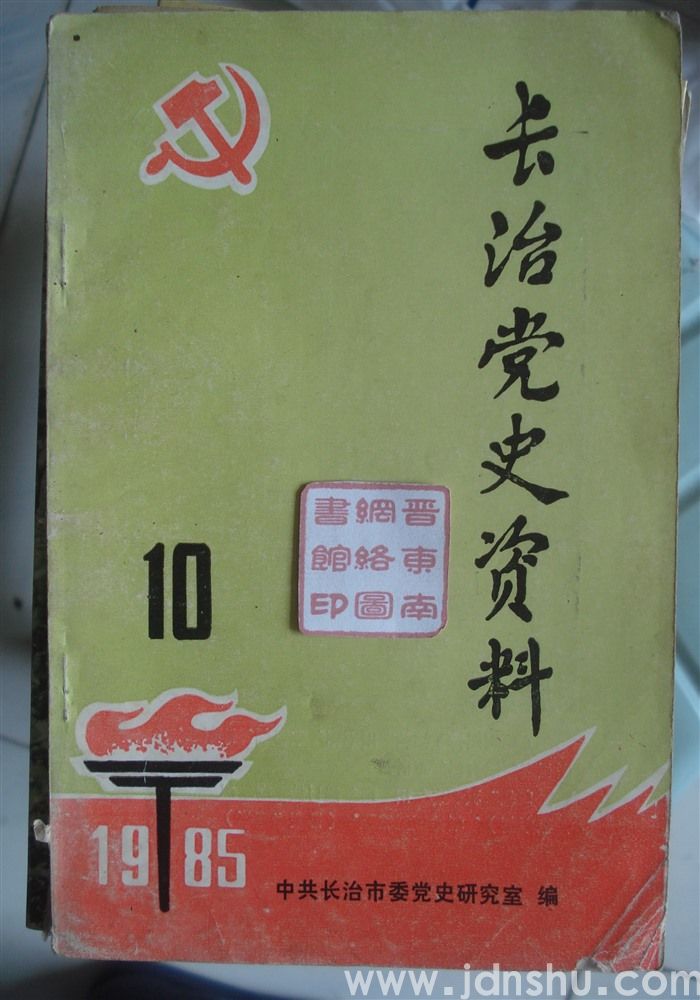 长治党史资料
晋東南
網絡圖
書館印
10
1985
中共长治市委党史研究室 编
www.jdnshu.com